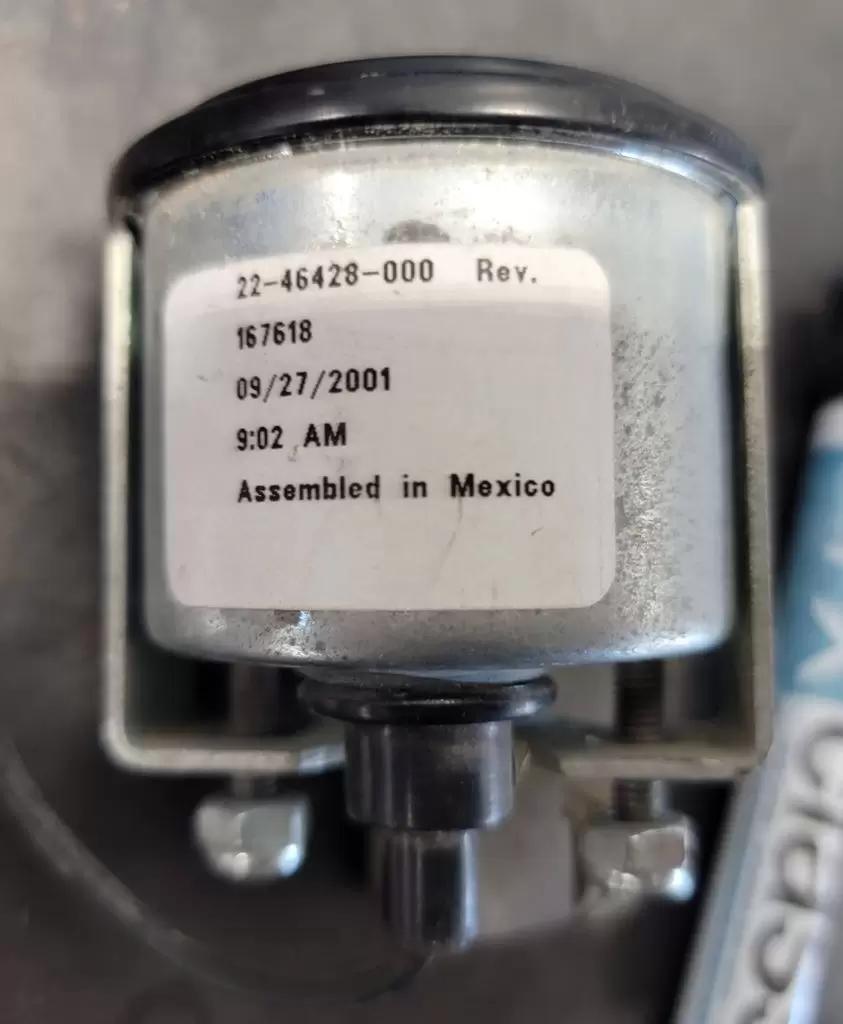 22-46428-000 Rev.
167618
09/27/2001
9:02 AM
Assembled in Mexico